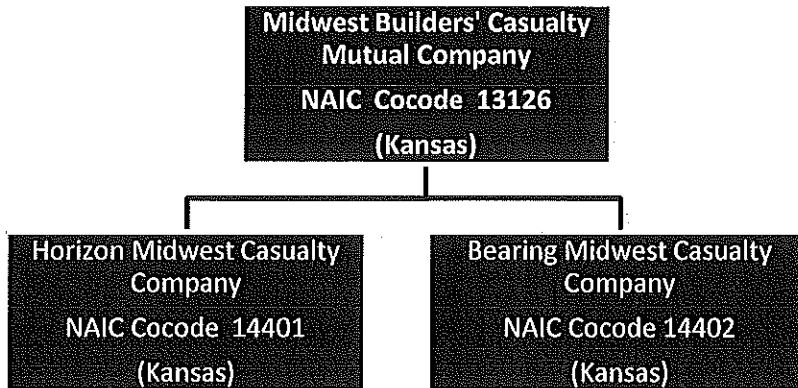 Midwest Builders' Casualty
Mutual Company
NAIC Cocode 13126
(Kansas)
Horizon Midwest Casualty
Company
NAIC Cocode 14401
(Kansas)
Bearing Midwest Casualty
Company
NAIC Cocode 14402
(Kansas)